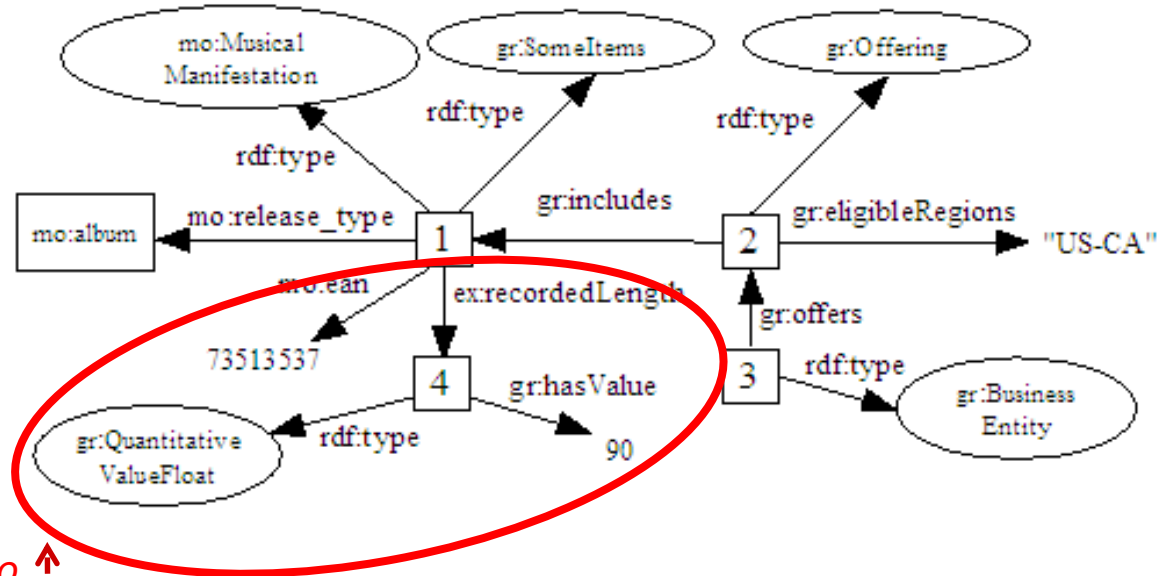 mo:Musical
Manifestation
gr:SomeItems
gr:Offering
rdf:type
rdf:type
rdf:type
mo:album
mo:release_type
1
gr:includes
2
gr:eligibleRegions
"US-CA"
mo:ean
ex:recordedLength
gr:offers
73513537
4
gr:hasValue
3
rdf:type
gr:Business
Entity
gr:Quantitative
ValueFloat
rdf:type
90